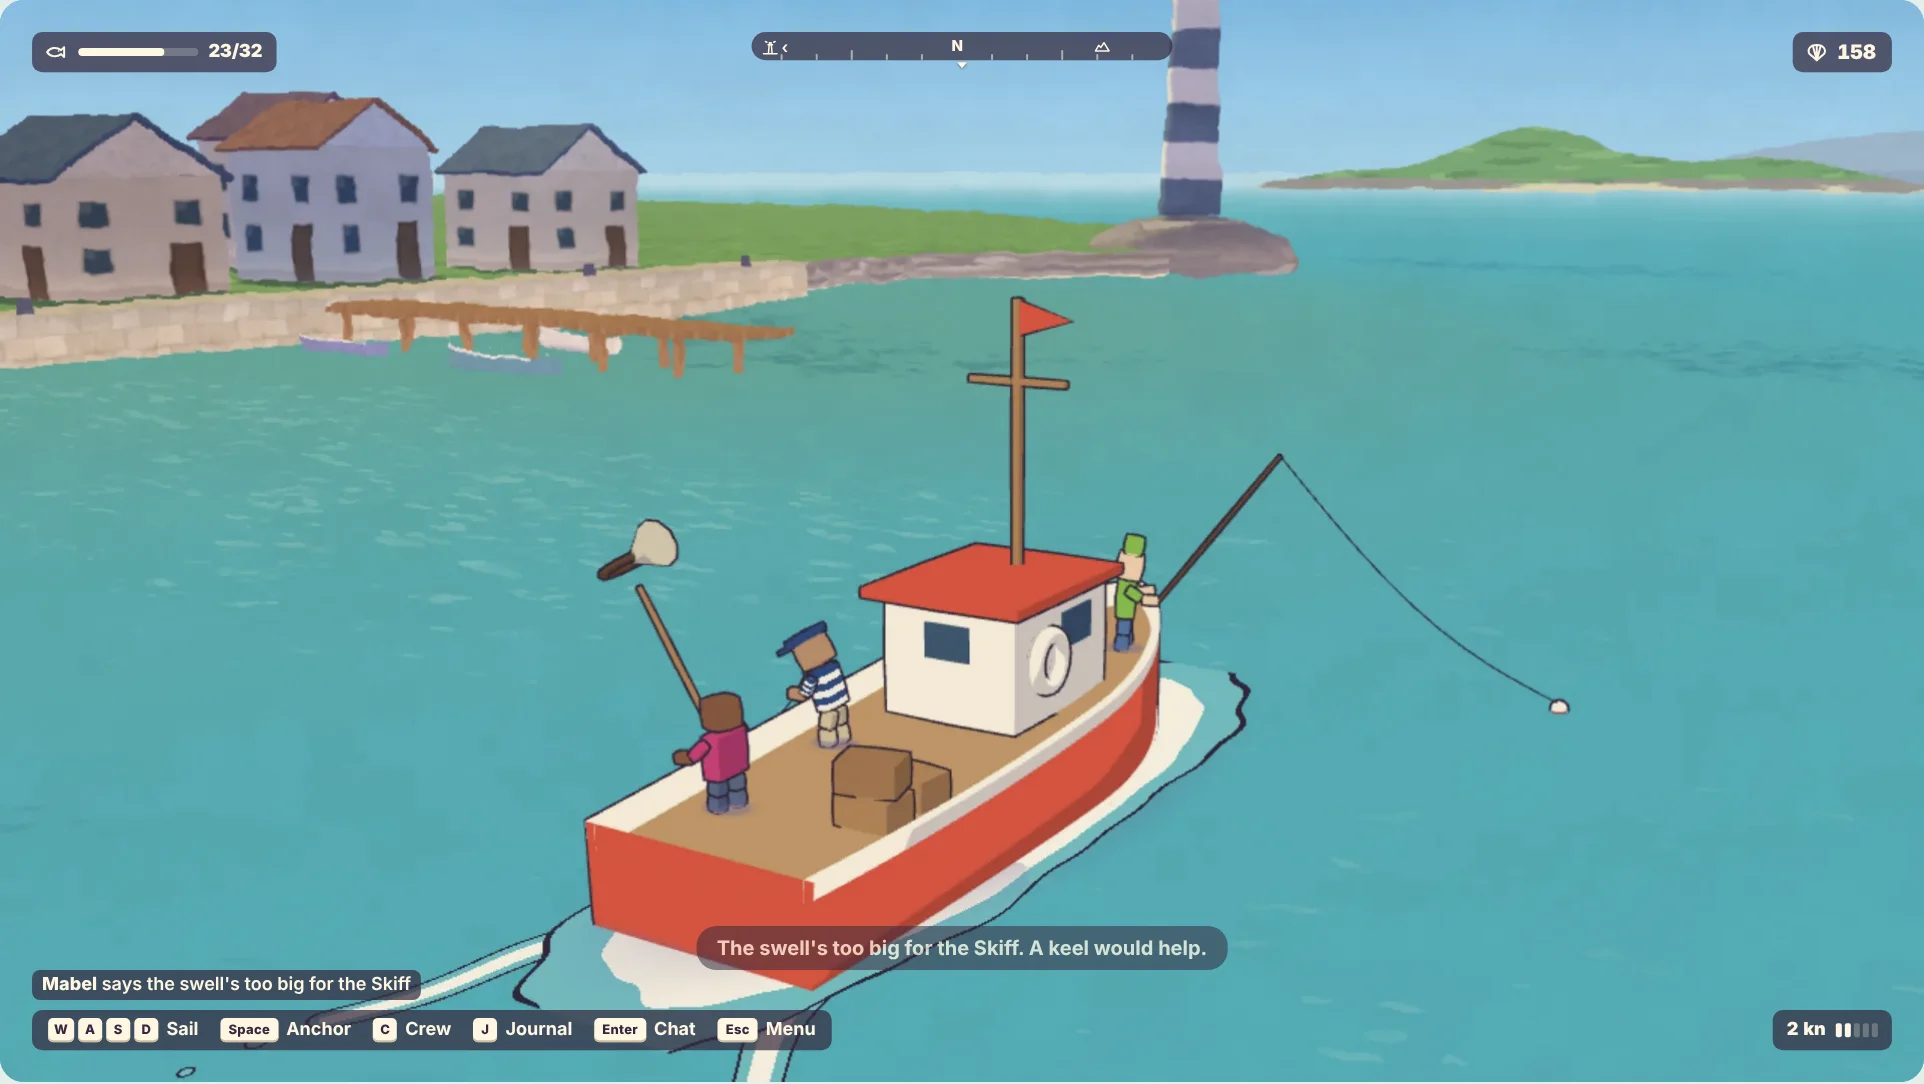 23/32
N
158
The swell's too big for the Skiff. A keel would help.
Mabel says the swell's too big for the Skiff
W A S D Sail Space Anchor C Crew J Journal Enter Chat Esc Menu
2 kn